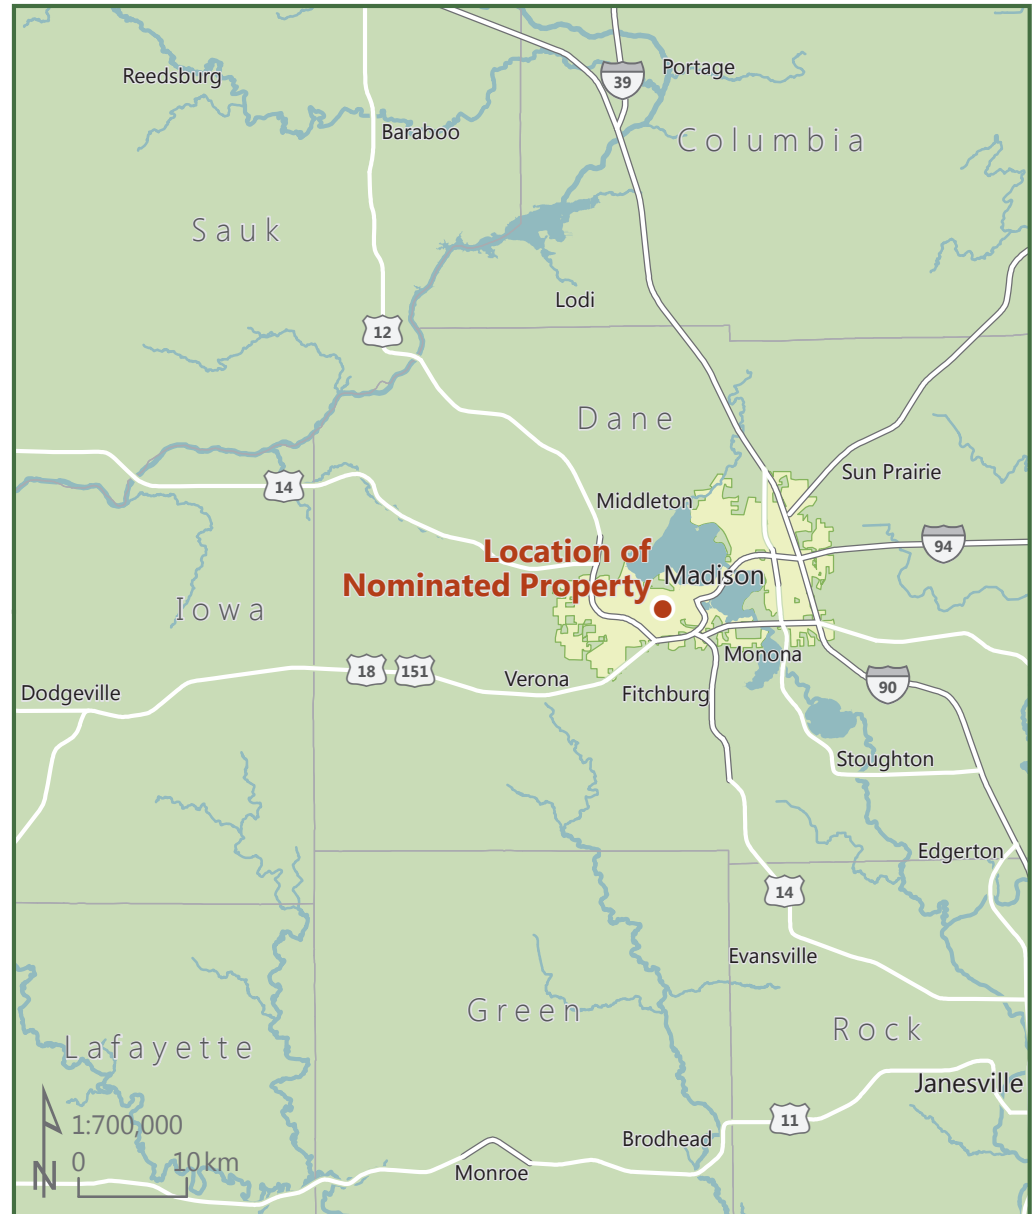 Reedsburg
39
Portage
Baraboo
Columbia
Sauk
Lodi
12
Dane
Sun Prairie
14
Middleton
94
Location of
Nominated Property
Madison
Iowa
Monona
18
151
Verona
90
Dodgeville
Fitchburg
Stoughton
Edgerton
14
Evansville
Green
Rock
Lafayette
Janesville
1:700,000
11
Brodhead
N
0
10 km
Monroe